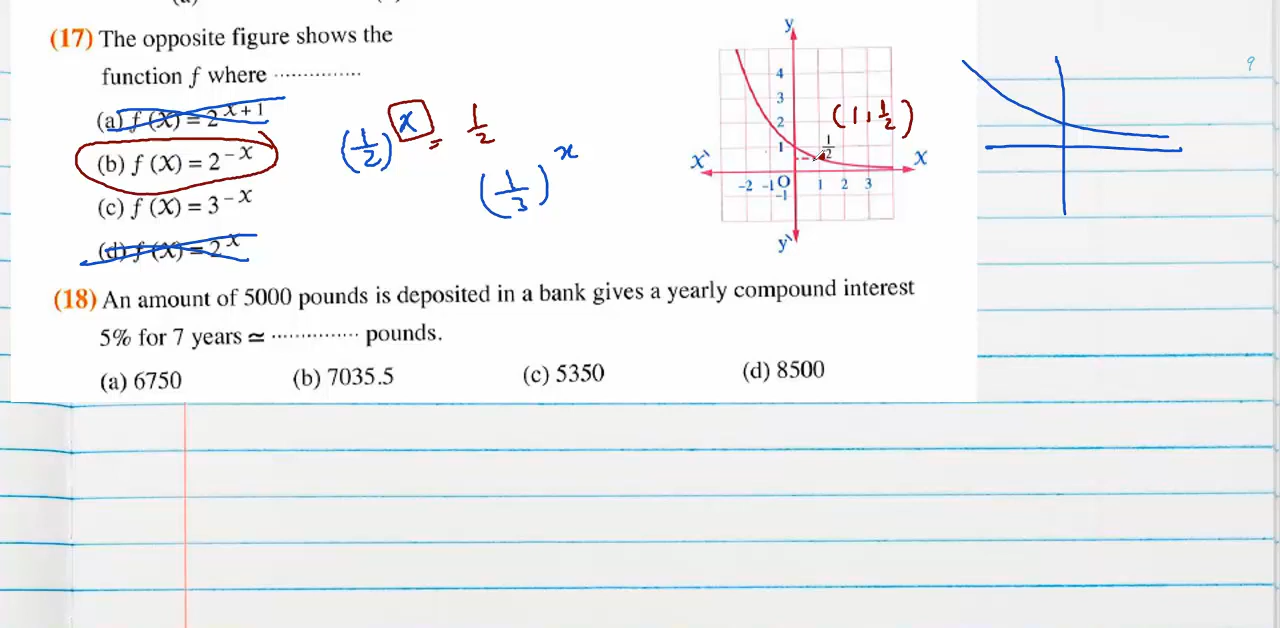 (17) The opposite figure shows the
function f where ...............
(a) f (X) = 2^{X + 1}
(b) f (X) = 2^{- X}
(c) f (X) = 3^{- X}
(d) f (X) = 2^{X}
(1/2)^x = 1/2
(1/3)^x
y
4
3
2
1
(1, 1/2)
1/2
x` -2 -1 O 1 2 3 x
-1
y`
9
(18) An amount of 5000 pounds is deposited in a bank gives a yearly compound interest
5% for 7 years ≃ ............... pounds.
(a) 6750 (b) 7035.5 (c) 5350 (d) 8500